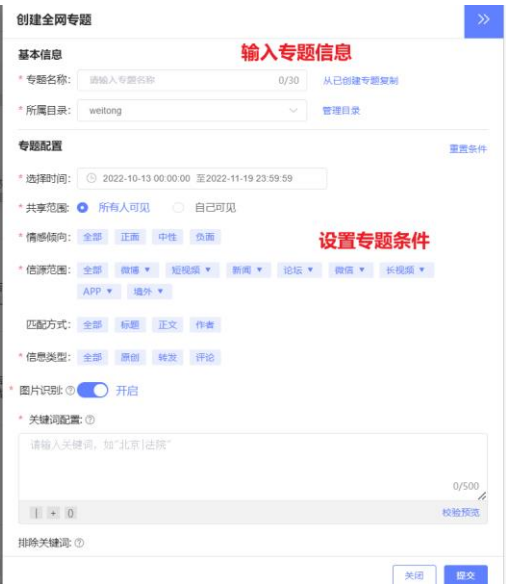 创建全网专题
基本信息
输入专题信息
* 专题名称: 请输入专题名称 0/30 从已创建专题复制
* 所属目录: weitong 管理目录
专题配置 重置条件
* 选择时间: 2022-10-13 00:00:00 至2022-11-19 23:59:59
* 共享范围: 所有人可见 自己可见
* 情感倾向: 全部 正面 中性 负面
设置专题条件
* 信源范围: 全部 微博 ▼ 短视频 ▼ 新闻 ▼ 论坛 ▼ 微信 ▼ 长视频 ▼
APP ▼ 境外 ▼
匹配方式: 全部 标题 正文 作者
* 信息类型: 全部 原创 转发 评论
* 图片识别: 开启
* 关键词配置:
请输入关键词, 如"北京|法院"
0/500
| + () 校验预览
排除关键词:
关闭 提交